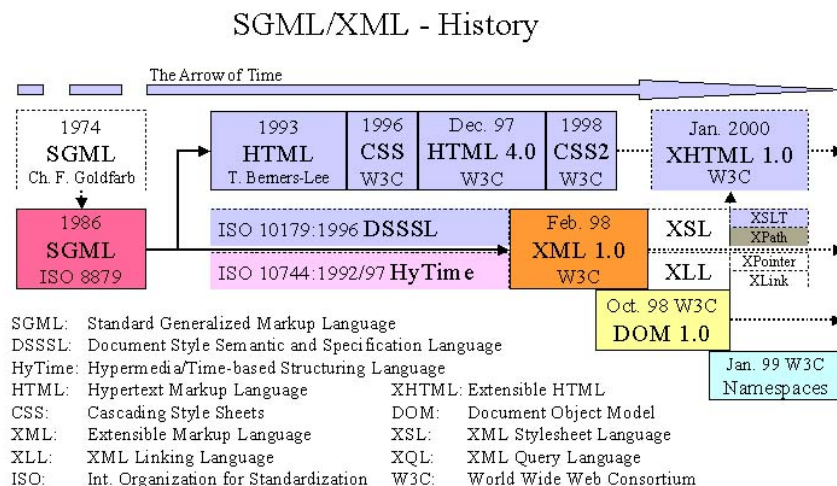 SGML/XML - History
The Arrow of Time
1974
SGML
Ch. F. Goldfarb
1993
HTML
T. Berners-Lee
1996
CSS
W3C
Dec. 97
HTML 4.0
W3C
1998
CSS2
W3C
Jan. 2000
XHTML 1.0
W3C
1986
SGML
ISO 8879
ISO 10179:1996 DSSSL
ISO 10744:1992/97 HyTime
Feb. 98
XML 1.0
W3C
XSL
XLL
XSLT
XPath
XPointer
XLink
Oct. 98 W3C
DOM 1.0
Jan. 99 W3C
Namespaces
SGML: Standard Generalized Markup Language
DSSSL: Document Style Semantic and Specification Language
HyTime: Hypermedia/Time-based Structuring Language
HTML: Hypertext Markup Language XHTML: Extensible HTML
CSS: Cascading Style Sheets DOM: Document Object Model
XML: Extensible Markup Language XSL: XML Stylesheet Language
XLL: XML Linking Language XQL: XML Query Language
ISO: Int. Organization for Standardization W3C: World Wide Web Consortium